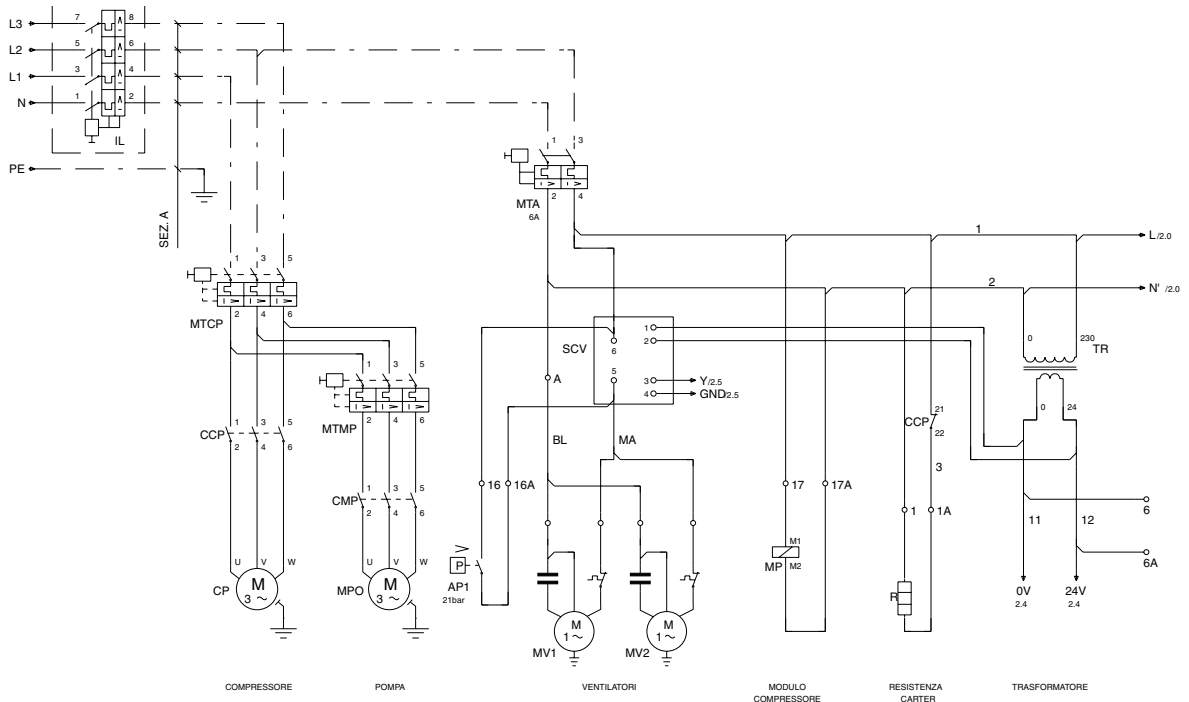 L3 7 8
L2 5 6
L1 3 4
N 1 2
IL
PE
SEZ. A
1 3
MTA 2 4
6A
1 L/2.0
2 N' /2.0
1 3 5
MTCP 2 4 6
SCV 6 1
2
5 3 Y/2.5
4 GND/2.5
0 230 TR
0 24
1 3 5
MTMP 2 4 6
A
BL MA
CCP 1 3 5
2 4 6
CCP 21
22
3
16 16A 17 17A 1 1A
CMP 1 3 5
2 4 6
11 12
6
6A
U V W
CP M
3 ~
U V W
MPO M
3 ~
P
AP1
21bar
M
1 ~
MV1
M
1 ~
MV2
MP M1
M2
R
0V 24V
2.4 2.4
COMPRESSORE
POMPA
VENTILATORI
MODULO
COMPRESSORE
RESISTENZA
CARTER
TRASFORMATORE